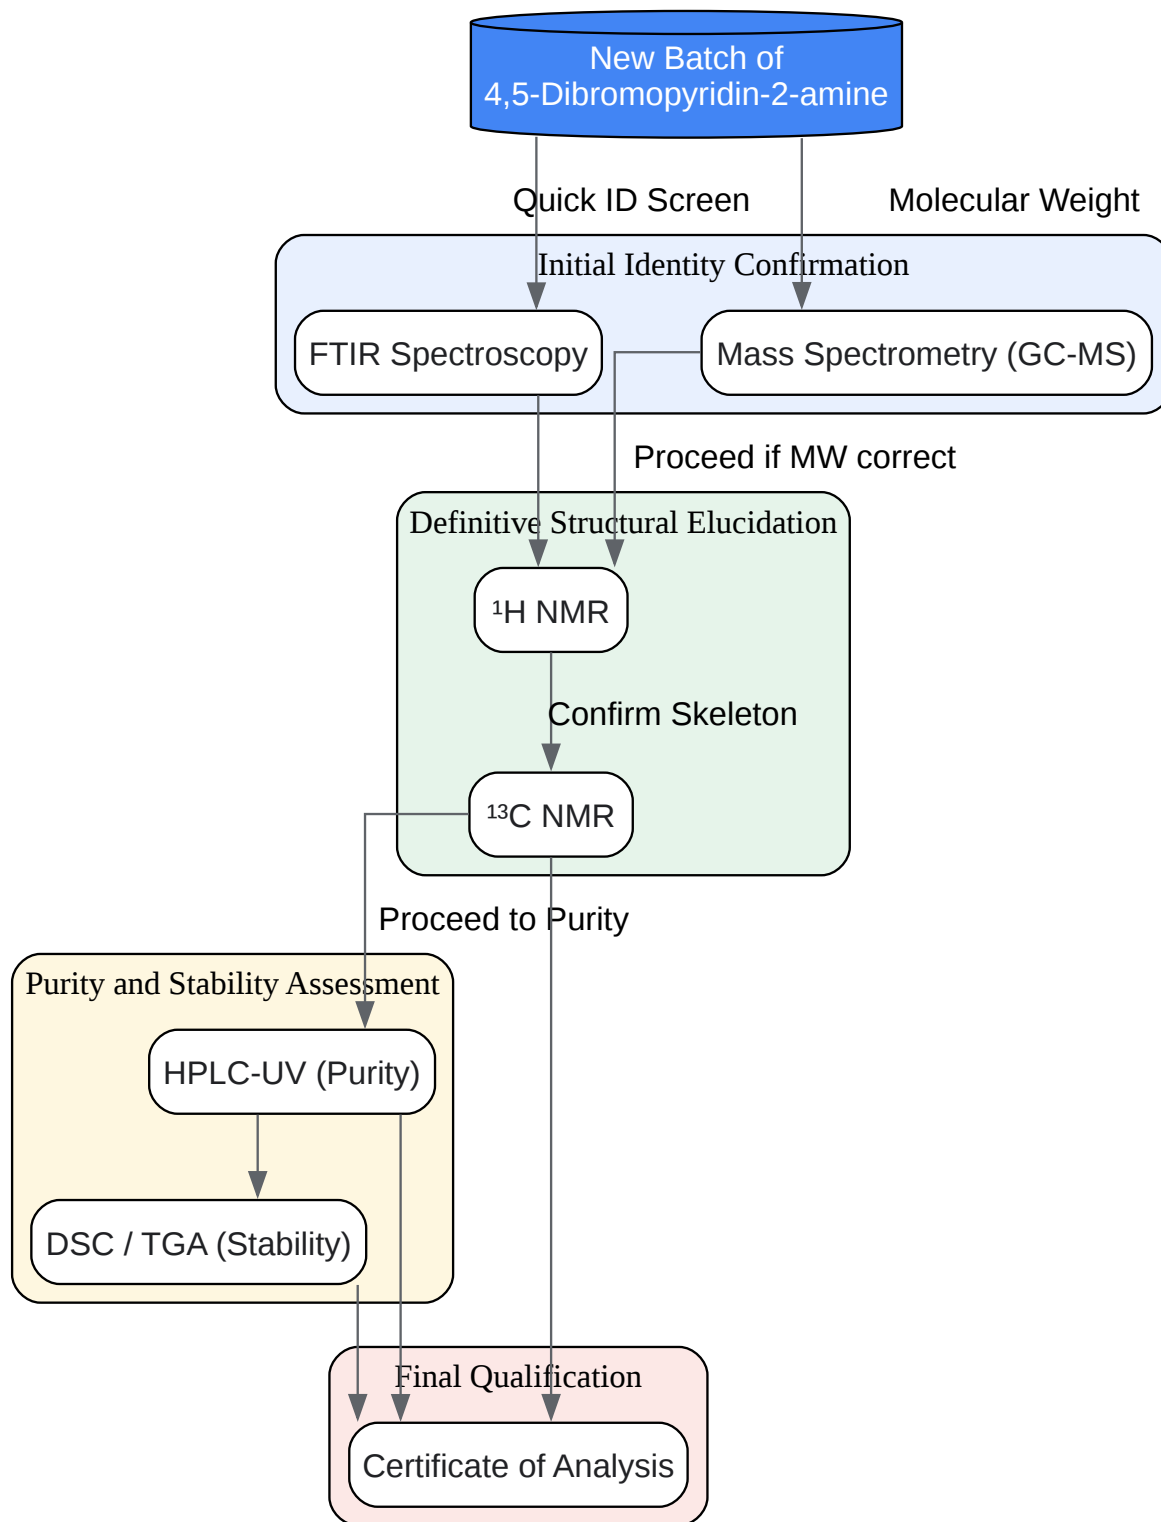 New Batch of
4,5-Dibromopyridin-2-amine
Quick ID Screen
Molecular Weight
Initial Identity Confirmation
FTIR Spectroscopy
Mass Spectrometry (GC-MS)
Proceed if MW correct
Definitive Structural Elucidation
¹H NMR
Confirm Skeleton
¹³C NMR
Proceed to Purity
Purity and Stability Assessment
HPLC-UV (Purity)
DSC / TGA (Stability)
Final Qualification
Certificate of Analysis